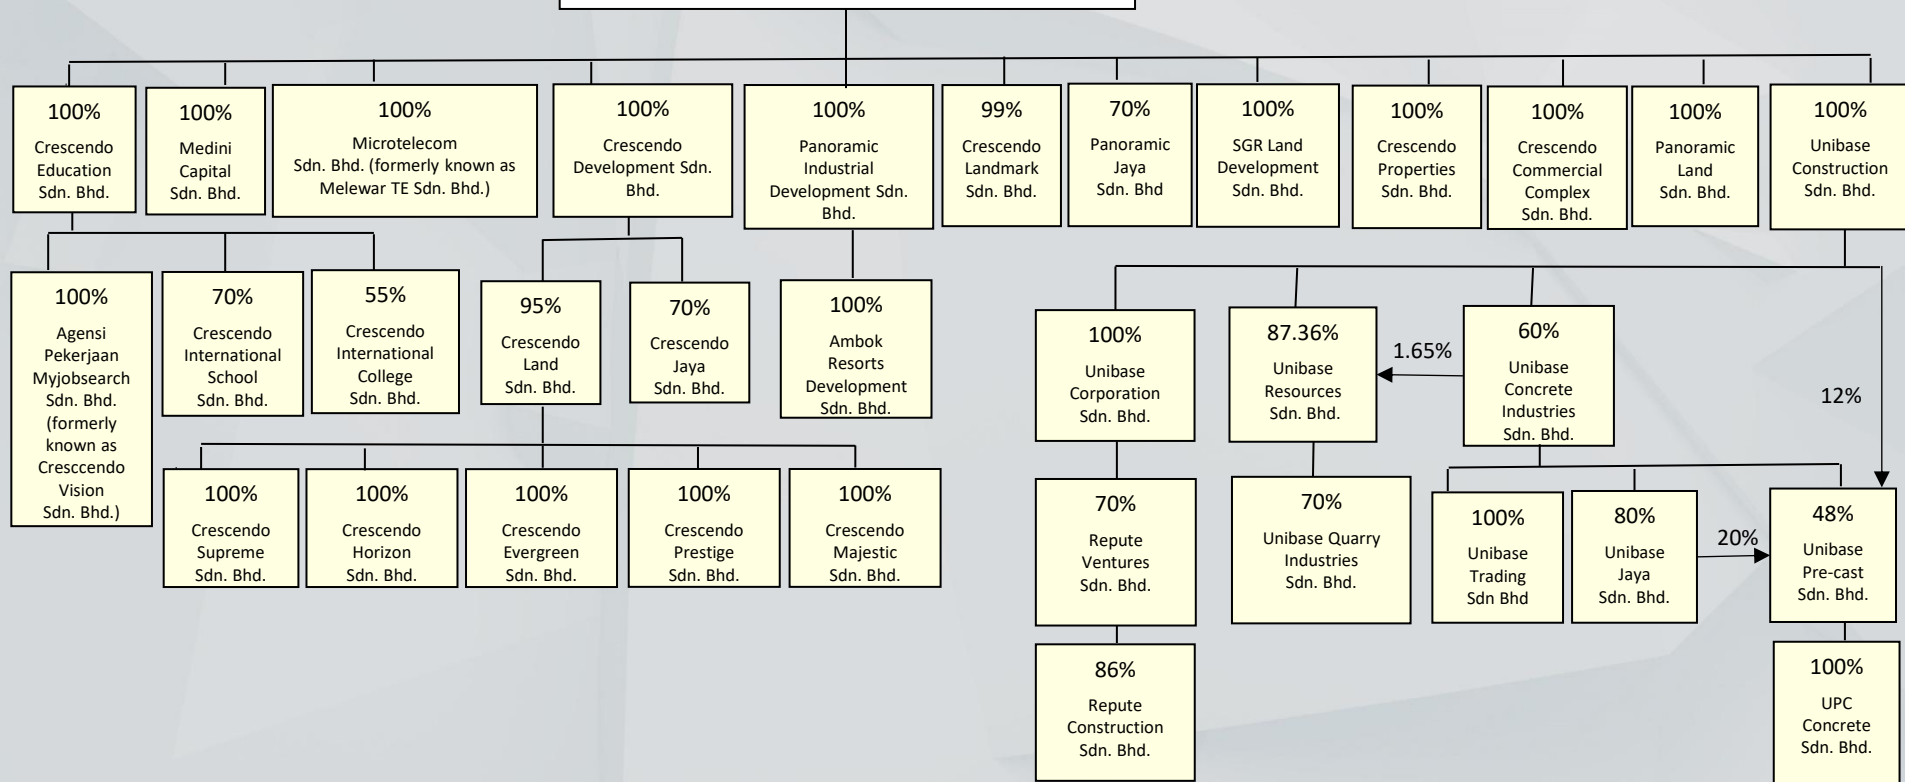 100%
Crescendo
Education
Sdn. Bhd.
100%
Medini
Capital
Sdn. Bhd.
100%
Microtelecom
Sdn. Bhd. (formerly known as
Melewar TE Sdn. Bhd.)
100%
Crescendo
Development Sdn.
Bhd.
100%
Panoramic
Industrial
Development Sdn.
Bhd.
99%
Crescendo
Landmark
Sdn. Bhd.
70%
Panoramic
Jaya
Sdn. Bhd
100%
SGR Land
Development
Sdn. Bhd.
100%
Crescendo
Properties
Sdn. Bhd.
100%
Crescendo
Commercial
Complex
Sdn. Bhd.
100%
Panoramic
Land
Sdn. Bhd.
100%
Unibase
Construction
Sdn. Bhd.
100%
Agensi
Pekerjaan
Myjobsearch
Sdn. Bhd.
(formerly
known as
Cresccendo
Vision
Sdn. Bhd.)
70%
Crescendo
International
School
Sdn. Bhd.
55%
Crescendo
International
College
Sdn. Bhd.
95%
Crescendo
Land
Sdn. Bhd.
70%
Crescendo
Jaya
Sdn. Bhd.
100%
Ambok
Resorts
Development
Sdn. Bhd.
100%
Unibase
Corporation
Sdn. Bhd.
87.36%
Unibase
Resources
Sdn. Bhd.
1.65%
60%
Unibase
Concrete
Industries
Sdn. Bhd.
12%
100%
Crescendo
Supreme
Sdn. Bhd.
100%
Crescendo
Horizon
Sdn. Bhd.
100%
Crescendo
Evergreen
Sdn. Bhd.
100%
Crescendo
Prestige
Sdn. Bhd.
100%
Crescendo
Majestic
Sdn. Bhd.
70%
Repute
Ventures
Sdn. Bhd.
70%
Unibase Quarry
Industries
Sdn. Bhd.
100%
Unibase
Trading
Sdn Bhd
80%
Unibase
Jaya
Sdn. Bhd.
20%
48%
Unibase
Pre-cast
Sdn. Bhd.
86%
Repute
Construction
Sdn. Bhd.
100%
UPC
Concrete
Sdn. Bhd.